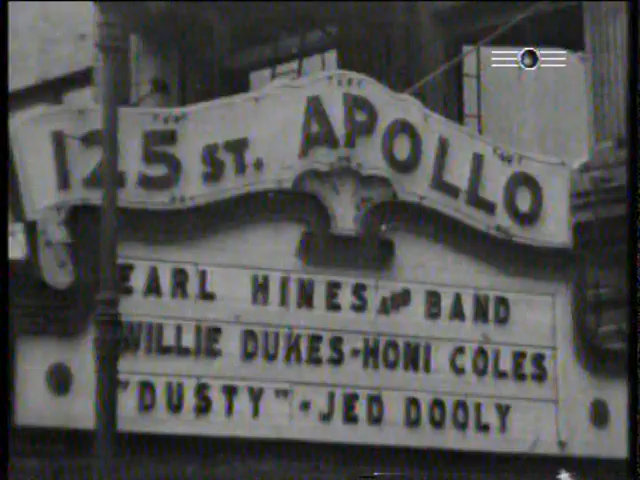 125 ST. APOLLO
EARL HINES AND BAND
WILLIE DUKES-HONI COLES
"DUSTY"-JED DOOLY